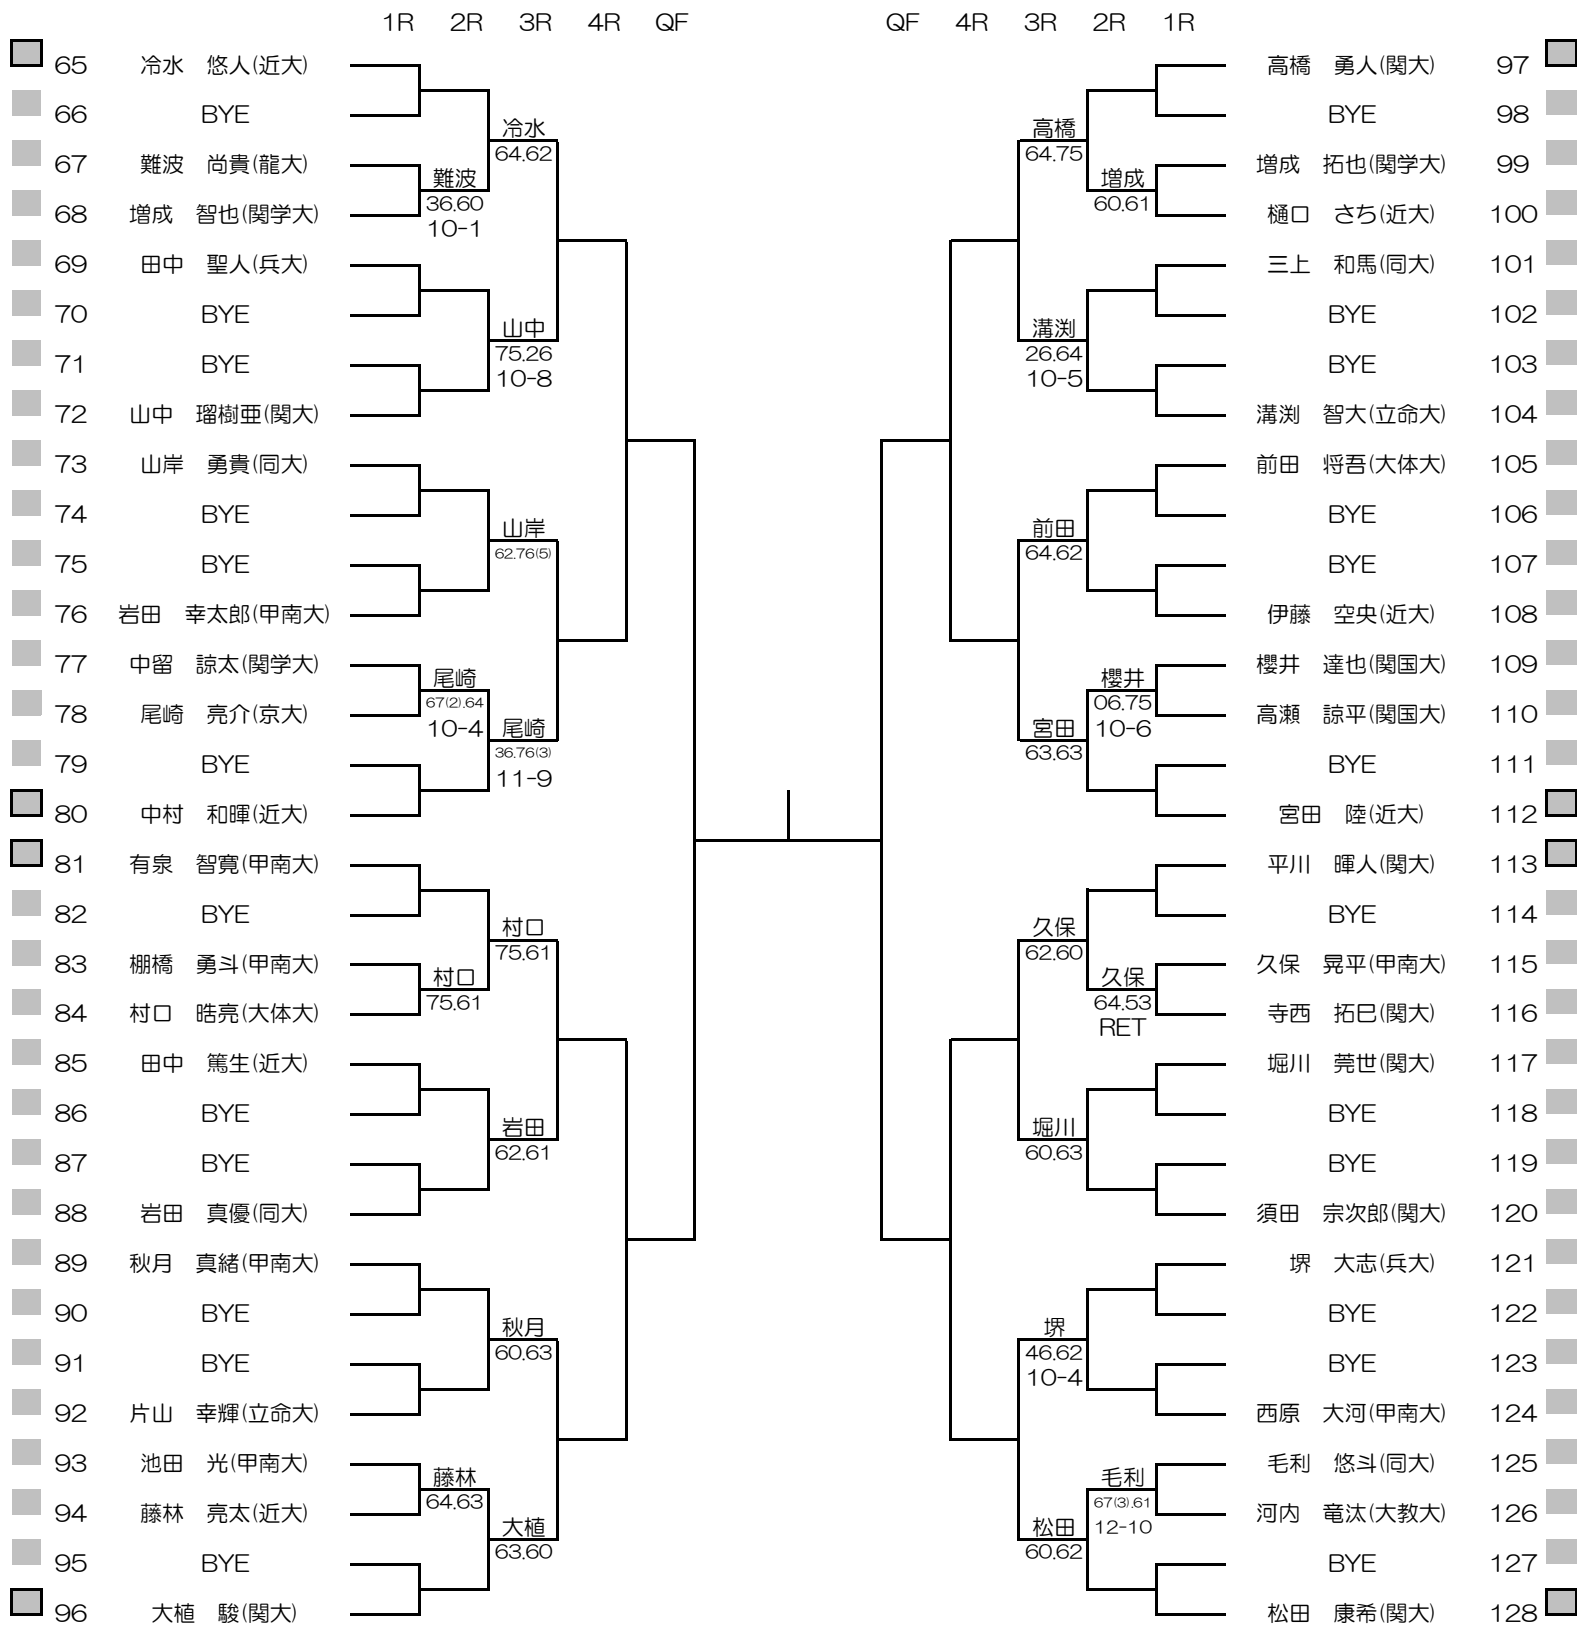 1R 2R 3R 4R QF QF 4R 3R 2R 1R
65 冷水 悠人(近大) 高橋 勇人(関大) 97
66 BYE BYE 98
冷水 高橋
64.62 64.75
67 難波 尚貴(龍大) 増成 拓也(関学大) 99
難波 増成
36.60 60.61
68 増成 智也(関学大) 樋口 さち(近大) 100
10-1
69 田中 聖人(兵大) 三上 和馬(同大) 101
70 BYE BYE 102
山中 溝渕
75.26 26.64
71 BYE BYE 103
10-8 10-5
72 山中 瑠樹亜(関大) 溝渕 智大(立命大) 104
73 山岸 勇貴(同大) 前田 将吾(大体大) 105
74 BYE BYE 106
山岸 前田
62.76(5) 64.62
75 BYE BYE 107
76 岩田 幸太郎(甲南大) 伊藤 空央(近大) 108
77 中留 諒太(関学大) 櫻井 達也(関国大) 109
尾崎 櫻井
67(2).64 06.75
78 尾崎 亮介(京大) 高瀬 諒平(関国大) 110
10-4 尾崎 宮田 10-6
36.76(3) 63.63
79 BYE BYE 111
11-9
80 中村 和暉(近大) 宮田 陸(近大) 112
81 有泉 智寛(甲南大) 平川 暉人(関大) 113
82 BYE BYE 114
村口 久保
75.61 62.60
83 棚橋 勇斗(甲南大) 久保 晃平(甲南大) 115
村口 久保
75.61 64.53
84 村口 晧亮(大体大) 寺西 拓巳(関大) 116
RET
85 田中 篤生(近大) 堀川 莞世(関大) 117
86 BYE BYE 118
岩田 堀川
62.61 60.63
87 BYE BYE 119
88 岩田 真優(同大) 須田 宗次郎(関大) 120
89 秋月 真緒(甲南大) 堺 大志(兵大) 121
90 BYE BYE 122
秋月 堺
60.63 46.62
91 BYE BYE 123
10-4
92 片山 幸輝(立命大) 西原 大河(甲南大) 124
93 池田 光(甲南大) 毛利 悠斗(同大) 125
藤林 毛利
64.63 67(3).61
94 藤林 亮太(近大) 河内 竜汰(大教大) 126
大植 松田 12-10
63.60 60.62
95 BYE BYE 127
96 大植 駿(関大) 松田 康希(関大) 128